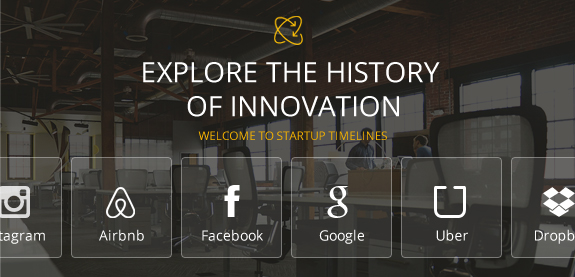 EXPLORE THE HISTORY
OF INNOVATION
WELCOME TO STARTUP TIMELINES
tagram
Airbnb
Facebook
Google
Uber
Dropb